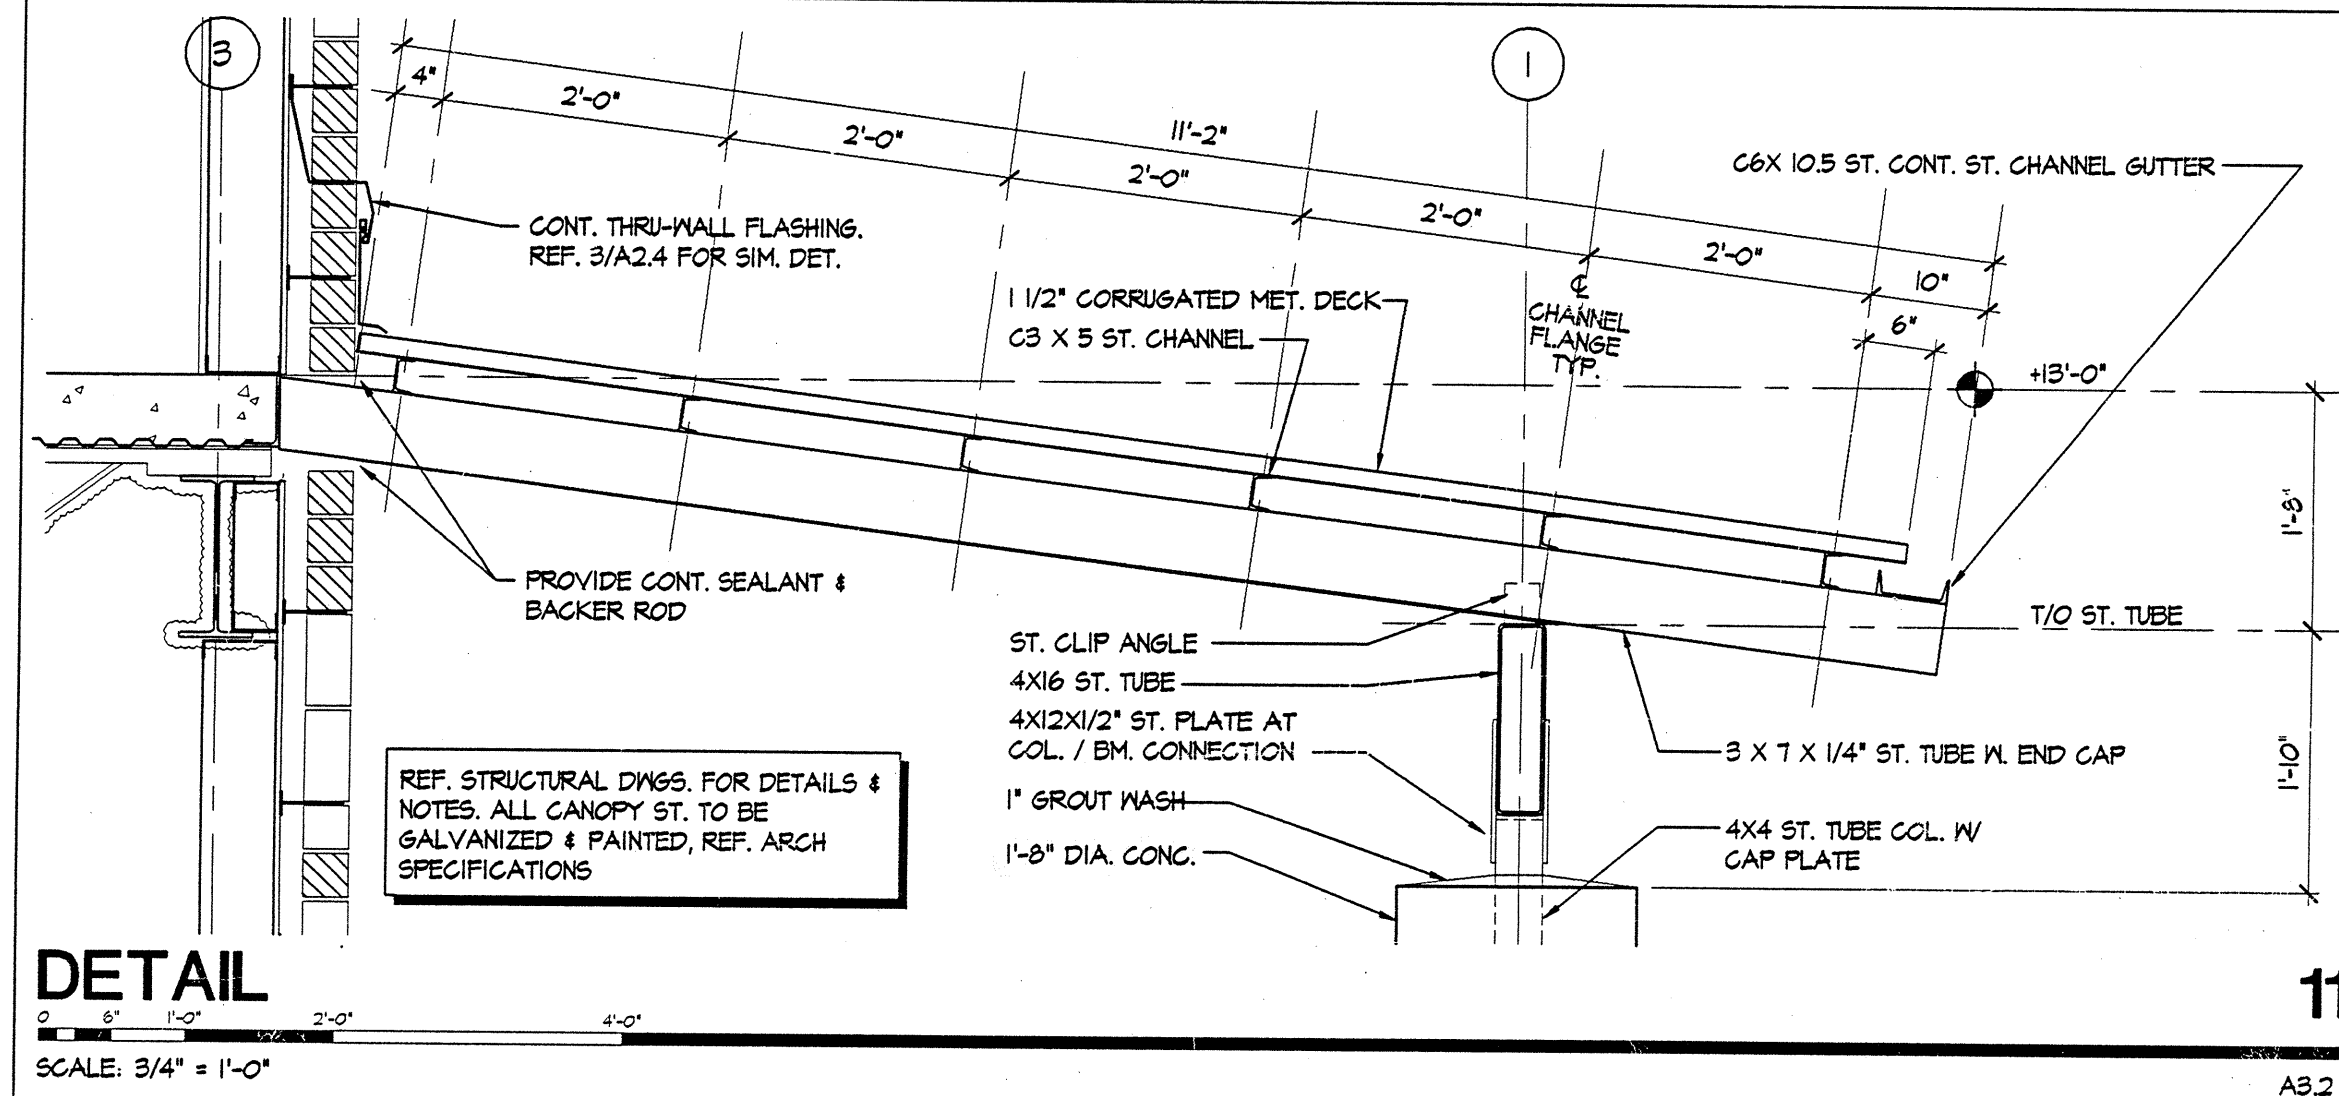 3
1
4"
2'-0"
2'-0"
11'-2"
2'-0"
2'-0"
2'-0"
10"
6"
C6X 10.5 ST. CONT. ST. CHANNEL GUTTER
CONT. THRU-WALL FLASHING.
REF. 3/A2.4 FOR SIM. DET.
1 1/2" CORRUGATED MET. DECK
C3 X 5 ST. CHANNEL
℄
CHANNEL
FLANGE
TYP.
+13'-0"
1'-8"
PROVIDE CONT. SEALANT &
BACKER ROD
T/O ST. TUBE
ST. CLIP ANGLE
4X16 ST. TUBE
4X12X1/2" ST. PLATE AT
COL. / BM. CONNECTION
1" GROUT WASH
1'-8" DIA. CONC.
3 X 7 X 1/4" ST. TUBE W. END CAP
1'-10"
4X4 ST. TUBE COL. W/
CAP PLATE
REF. STRUCTURAL DWGS. FOR DETAILS &
NOTES. ALL CANOPY ST. TO BE
GALVANIZED & PAINTED, REF. ARCH
SPECIFICATIONS
DETAIL
11
0 6" 1'-0" 2'-0" 4'-0"
SCALE: 3/4" = 1'-0"
A3.2